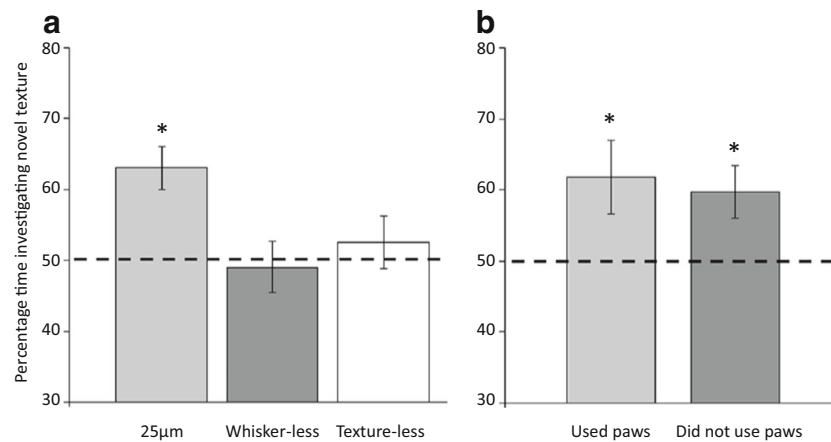 a
b
Percentage time investigating novel texture
80
70
60
50
40
30
*
25µm
Whisker-less
Texture-less
80
70
60
50
40
30
*
*
Used paws
Did not use paws